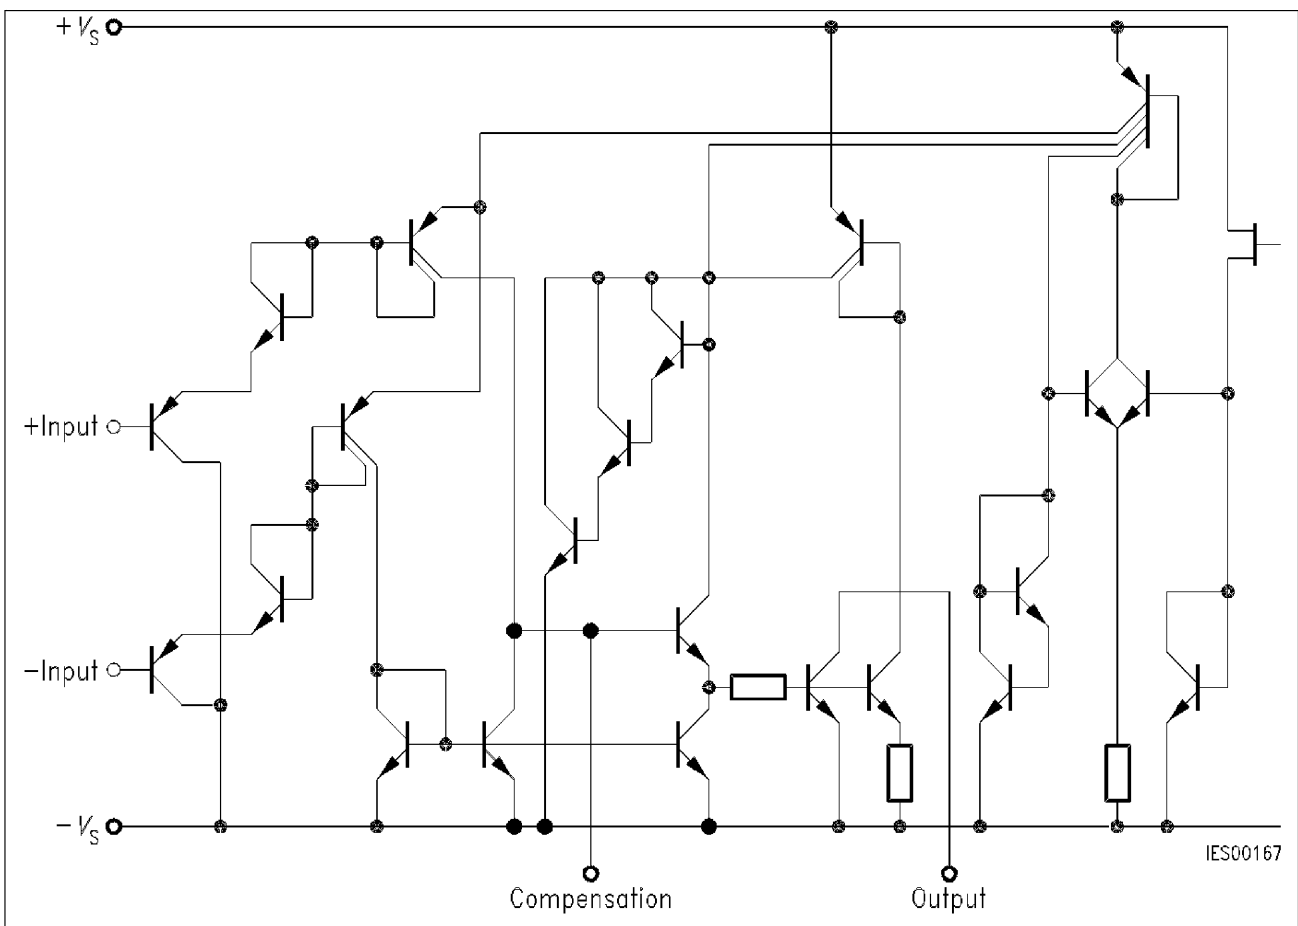 +VS
+Input
-Input
-VS
IES00167
Compensation
Output